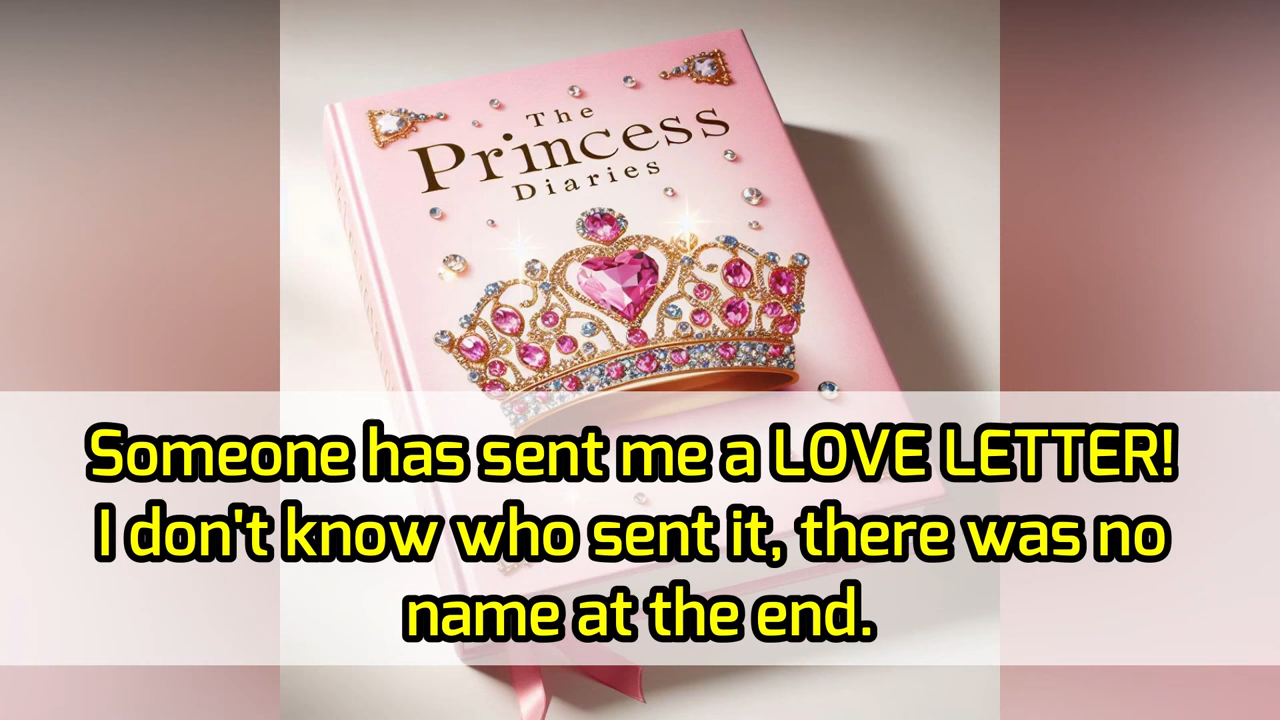 The
Princess
Diaries
Someone has sent me a LOVE LETTER!
I don't know who sent it, there was no
name at the end.